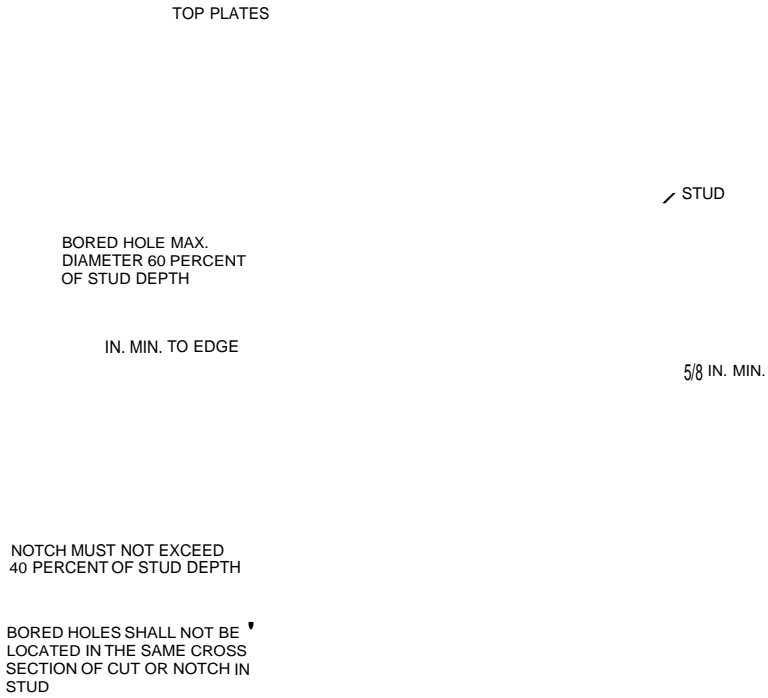 TOP PLATES
STUD
BORED HOLE MAX.
DIAMETER 60 PERCENT
OF STUD DEPTH
IN. MIN. TO EDGE
5/8 IN. MIN.
NOTCH MUST NOT EXCEED
40 PERCENT OF STUD DEPTH
BORED HOLES SHALL NOT BE
LOCATED IN THE SAME CROSS
SECTION OF CUT OR NOTCH IN
STUD